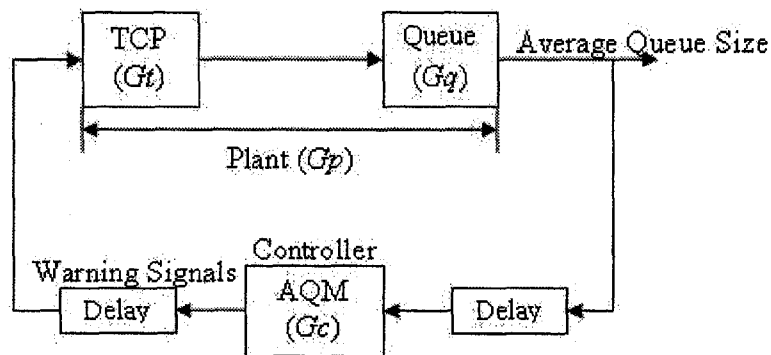 TCP
(Gt)
Queue
(Gq)
Average Queue Size
Plant (Gp)
Controller
Warning Signals
Delay
AQM
(Gc)
Delay